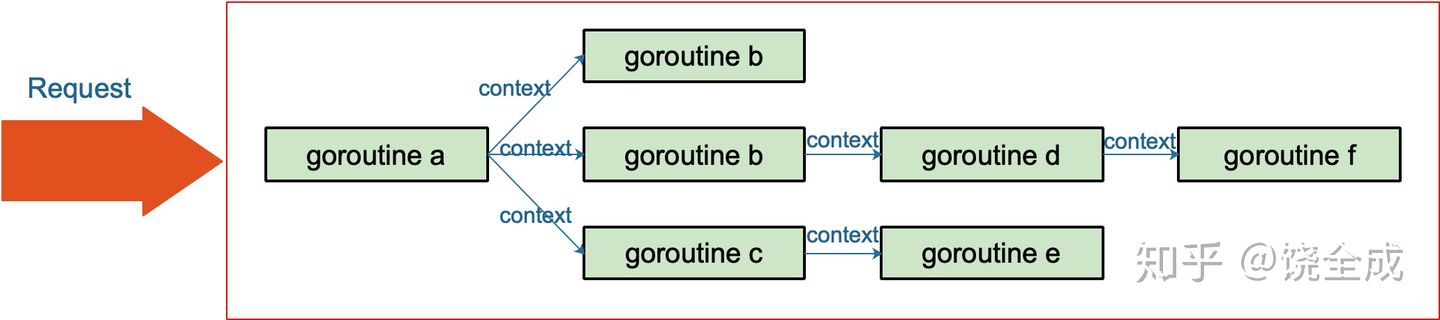 Request
goroutine b
context
goroutine a
context
goroutine b
context
goroutine d
context
goroutine f
context
goroutine c
context
goroutine e
知乎 @饶全成